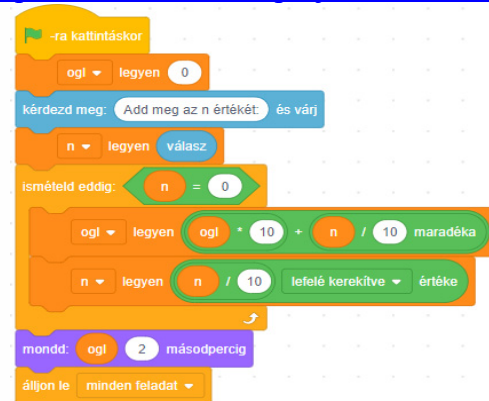 -ra kattintáskor
ogl legyen 0
kérdezd meg: Add meg az n értékét: és várj
n legyen válasz
ismételd eddig: n = 0
ogl legyen ogl * 10 + n / 10 maradéka
n legyen n / 10 lefelé kerekítve értéke
mondd: ogl 2 másodpercig
álljon le minden feladat